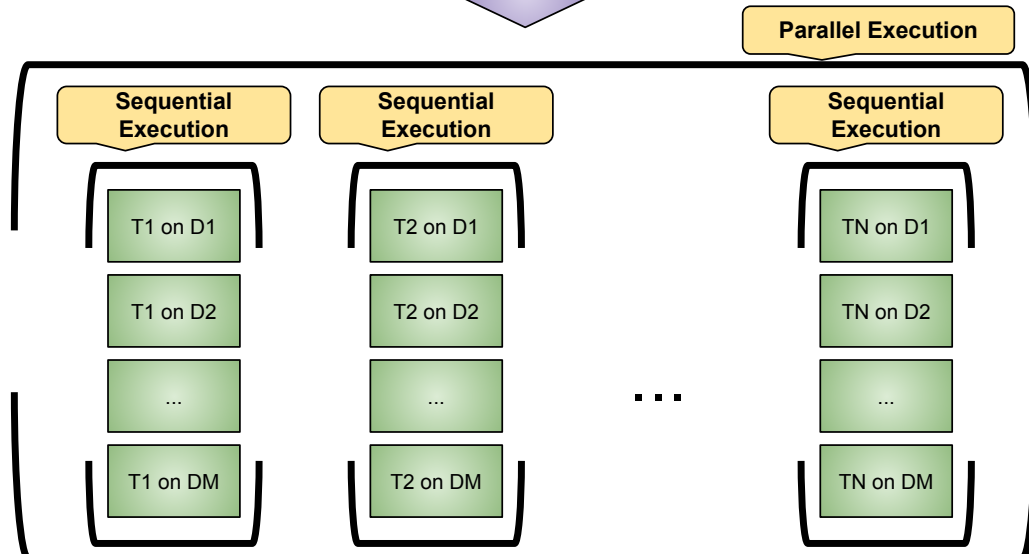 Parallel Execution
Sequential
Execution
Sequential
Execution
Sequential
Execution
T1 on D1
T2 on D1
TN on D1
T1 on D2
T2 on D2
TN on D2
...
...
...
...
T1 on DM
T2 on DM
TN on DM